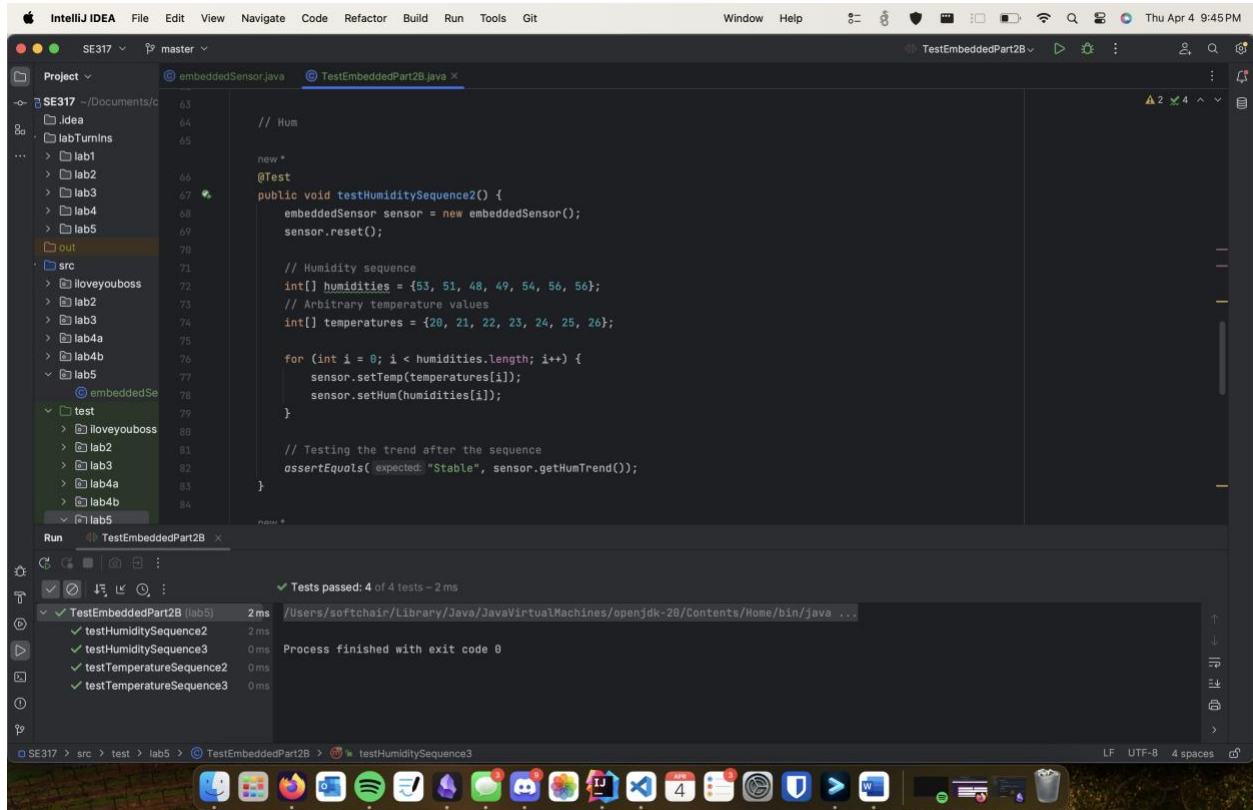 IntelliJ IDEA File Edit View Navigate Code Refactor Build Run Tools Git Window Help Thu Apr 4 9:45 PM
SE317 master TestEmbeddedPart2B
Project embeddedSensor.java TestEmbeddedPart2B.java
SE317 ~/Documents/c
.idea
labTurnIns
lab1
lab2
lab3
lab4
lab5
out
src
iloveyouboss
lab2
lab3
lab4a
lab4b
lab5
embeddedSe
test
iloveyouboss
lab2
lab3
lab4a
lab4b
lab5
2 4
63
64 // Hum
65
new *
66 @Test
67 public void testHumiditySequence2() {
68 embeddedSensor sensor = new embeddedSensor();
69 sensor.reset();
70
71 // Humidity sequence
72 int[] humidities = {53, 51, 48, 49, 54, 56, 56};
73 // Arbitrary temperature values
74 int[] temperatures = {20, 21, 22, 23, 24, 25, 26};
75
76 for (int i = 0; i < humidities.length; i++) {
77 sensor.setTemp(temperatures[i]);
78 sensor.setHum(humidities[i]);
79 }
80
81 // Testing the trend after the sequence
82 assertEquals( expected: "Stable", sensor.getHumTrend());
83 }
84
new *
Run TestEmbeddedPart2B
Tests passed: 4 of 4 tests – 2 ms
TestEmbeddedPart2B (lab5) 2 ms
testHumiditySequence2 2 ms
testHumiditySequence3 0 ms
testTemperatureSequence2 0 ms
testTemperatureSequence3 0 ms
/Users/softchair/Library/Java/JavaVirtualMachines/openjdk-20/Contents/Home/bin/java ...
Process finished with exit code 0
SE317 > src > test > lab5 > TestEmbeddedPart2B > testHumiditySequence3 LF UTF-8 4 spaces
APR
4